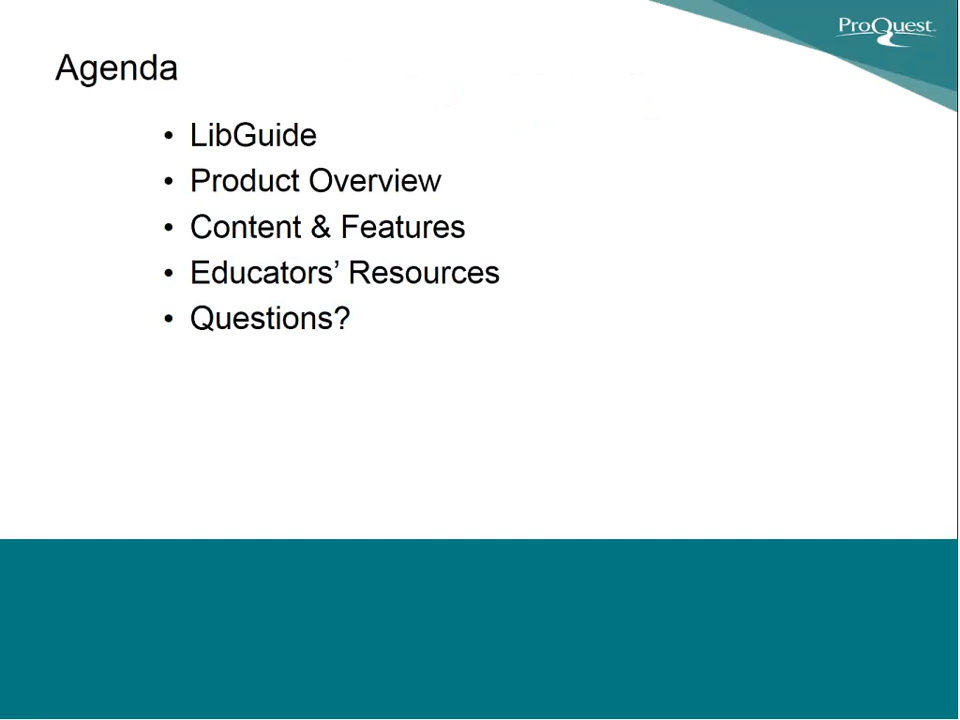 ProQuest
Agenda
• LibGuide
• Product Overview
• Content & Features
• Educators’ Resources
• Questions?